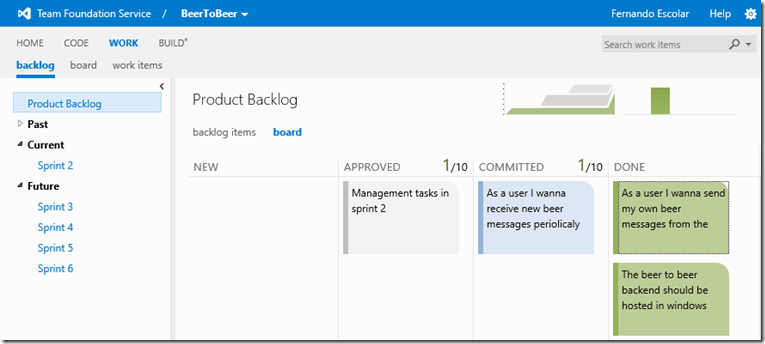 Team Foundation Service / BeerToBeer Fernando Escolar Help
HOME CODE WORK BUILD* Search work items
backlog board work items
Product Backlog
Past
Current
Sprint 2
Future
Sprint 3
Sprint 4
Sprint 5
Sprint 6
Product Backlog
backlog items board
NEW APPROVED 1/10 COMMITTED 1/10 DONE
Management tasks in
sprint 2
As a user I wanna
receive new beer
messages periolicaly
As a user I wanna send
my own beer
messages from the
The beer to beer
backend should be
hosted in windows